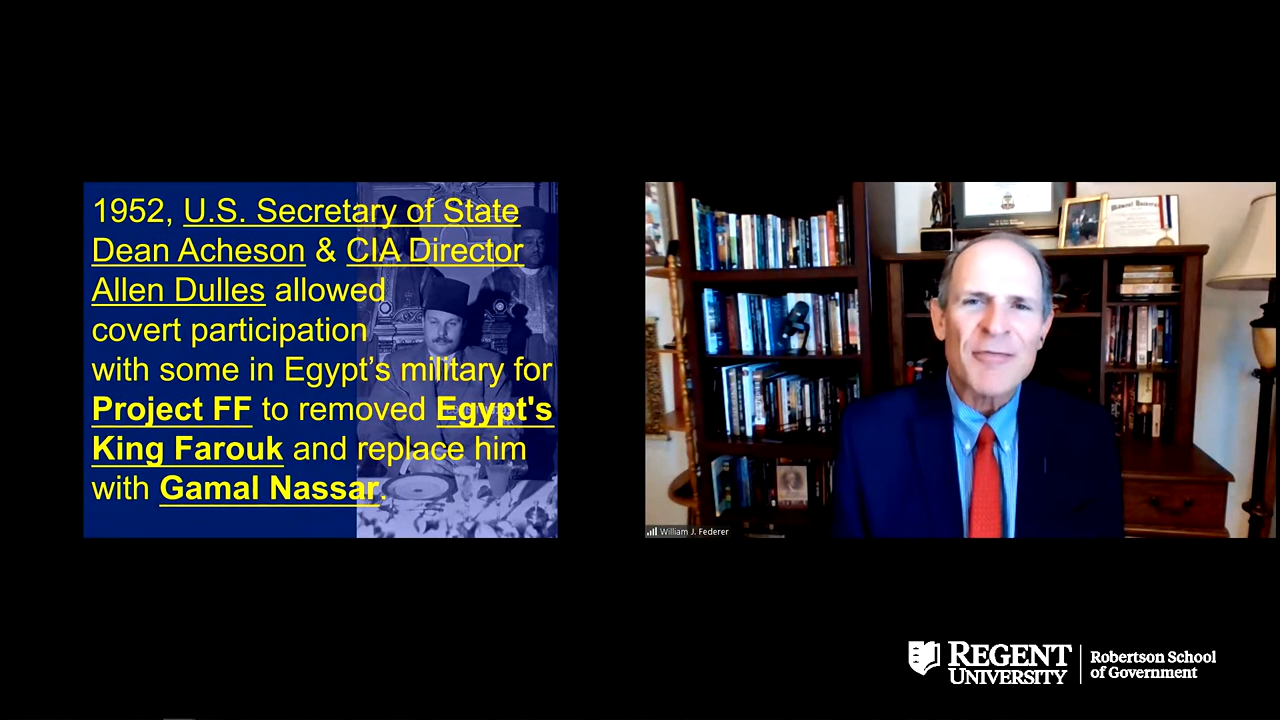 1952, U.S. Secretary of State
Dean Acheson & CIA Director
Allen Dulles allowed
covert participation
with some in Egypt’s military for
Project FF to removed Egypt's
King Farouk and replace him
with Gamal Nassar.
William J. Federer
REGENT
UNIVERSITY
Robertson School
of Government